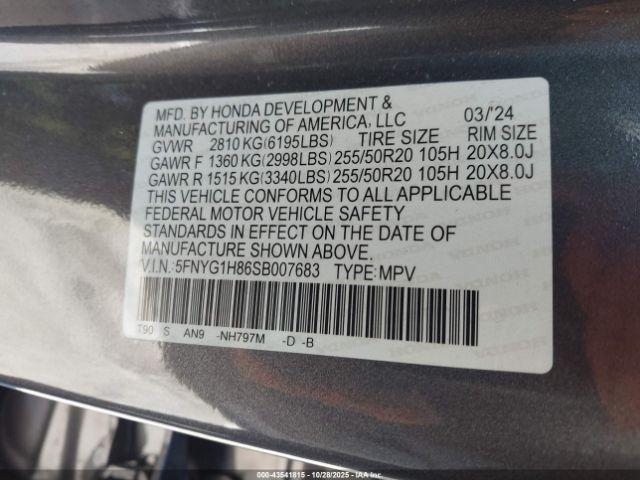 MFD. BY HONDA DEVELOPMENT &
MANUFACTURING OF AMERICA, LLC 03/'24
GVWR 2810 KG(6195LBS) TIRE SIZE RIM SIZE
GAWR F 1360 KG(2998LBS) 255/50R20 105H 20X8.0J
GAWR R 1515 KG(3340LBS) 255/50R20 105H 20X8.0J
THIS VEHICLE CONFORMS TO ALL APPLICABLE
FEDERAL MOTOR VEHICLE SAFETY
STANDARDS IN EFFECT ON THE DATE OF
MANUFACTURE SHOWN ABOVE.
V.I.N.:5FNYG1H86SB007683 TYPE:MPV
T90 S AN9 -NH797M -D -B
000-43541815 - 10/28/2025 - IAAI/US